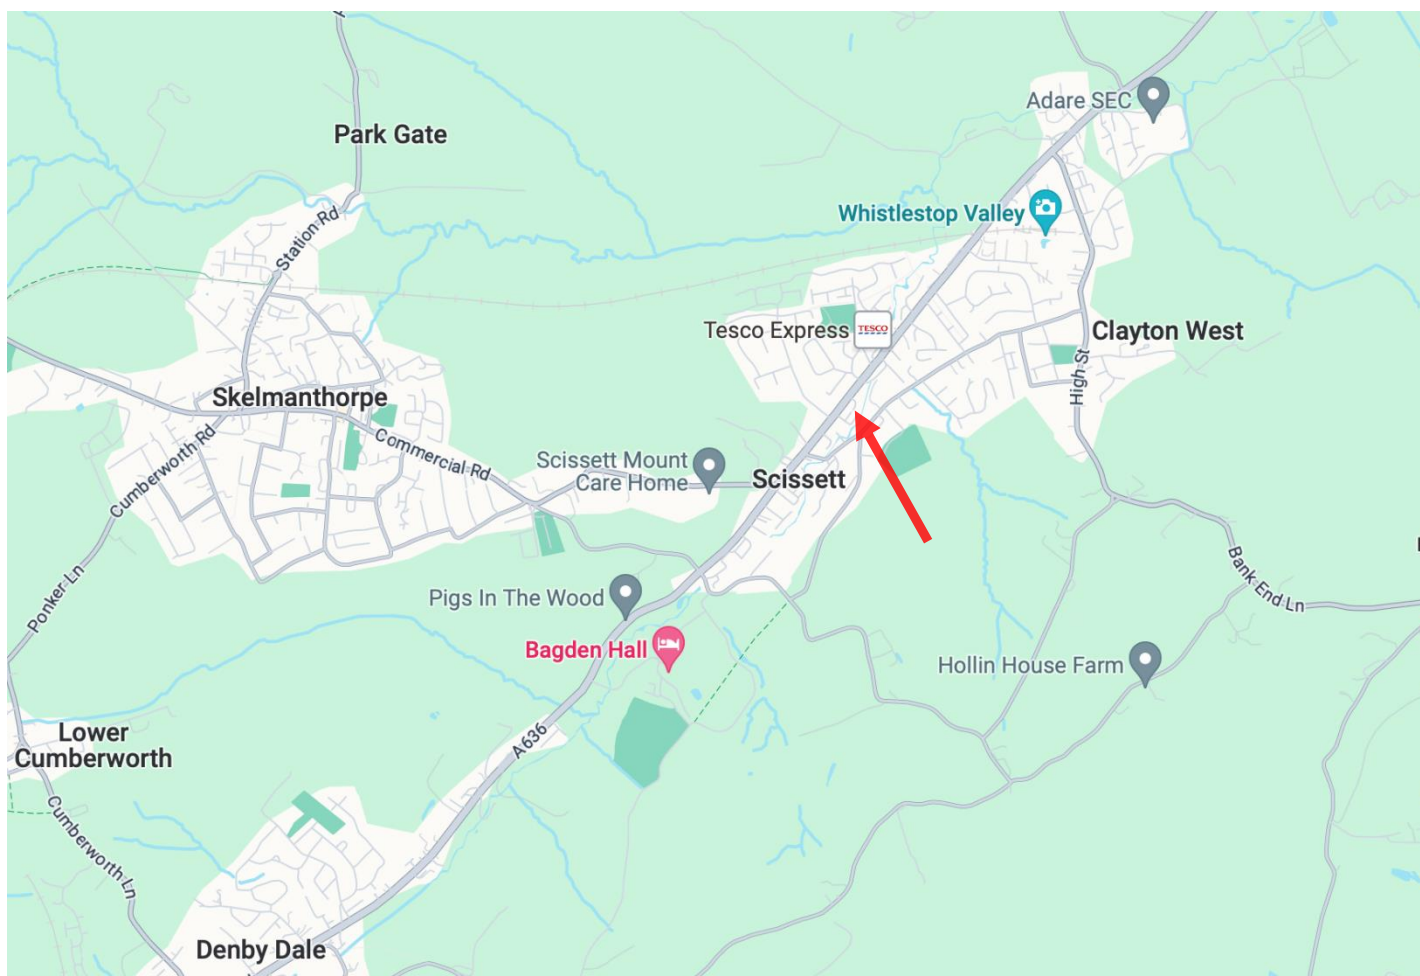 Adare SEC
Park Gate
Whistlestop Valley
Station Rd
Tesco Express
TESCO
Clayton West
High St
Skelmanthorpe
Commercial Rd
Cumberworth Rd
Scissett Mount
Care Home
Scissett
Bank End Ln
Ponker Ln
Pigs In The Wood
Bagden Hall
Hollin House Farm
Lower
Cumberworth
A636
Cumberworth Ln
Denby Dale